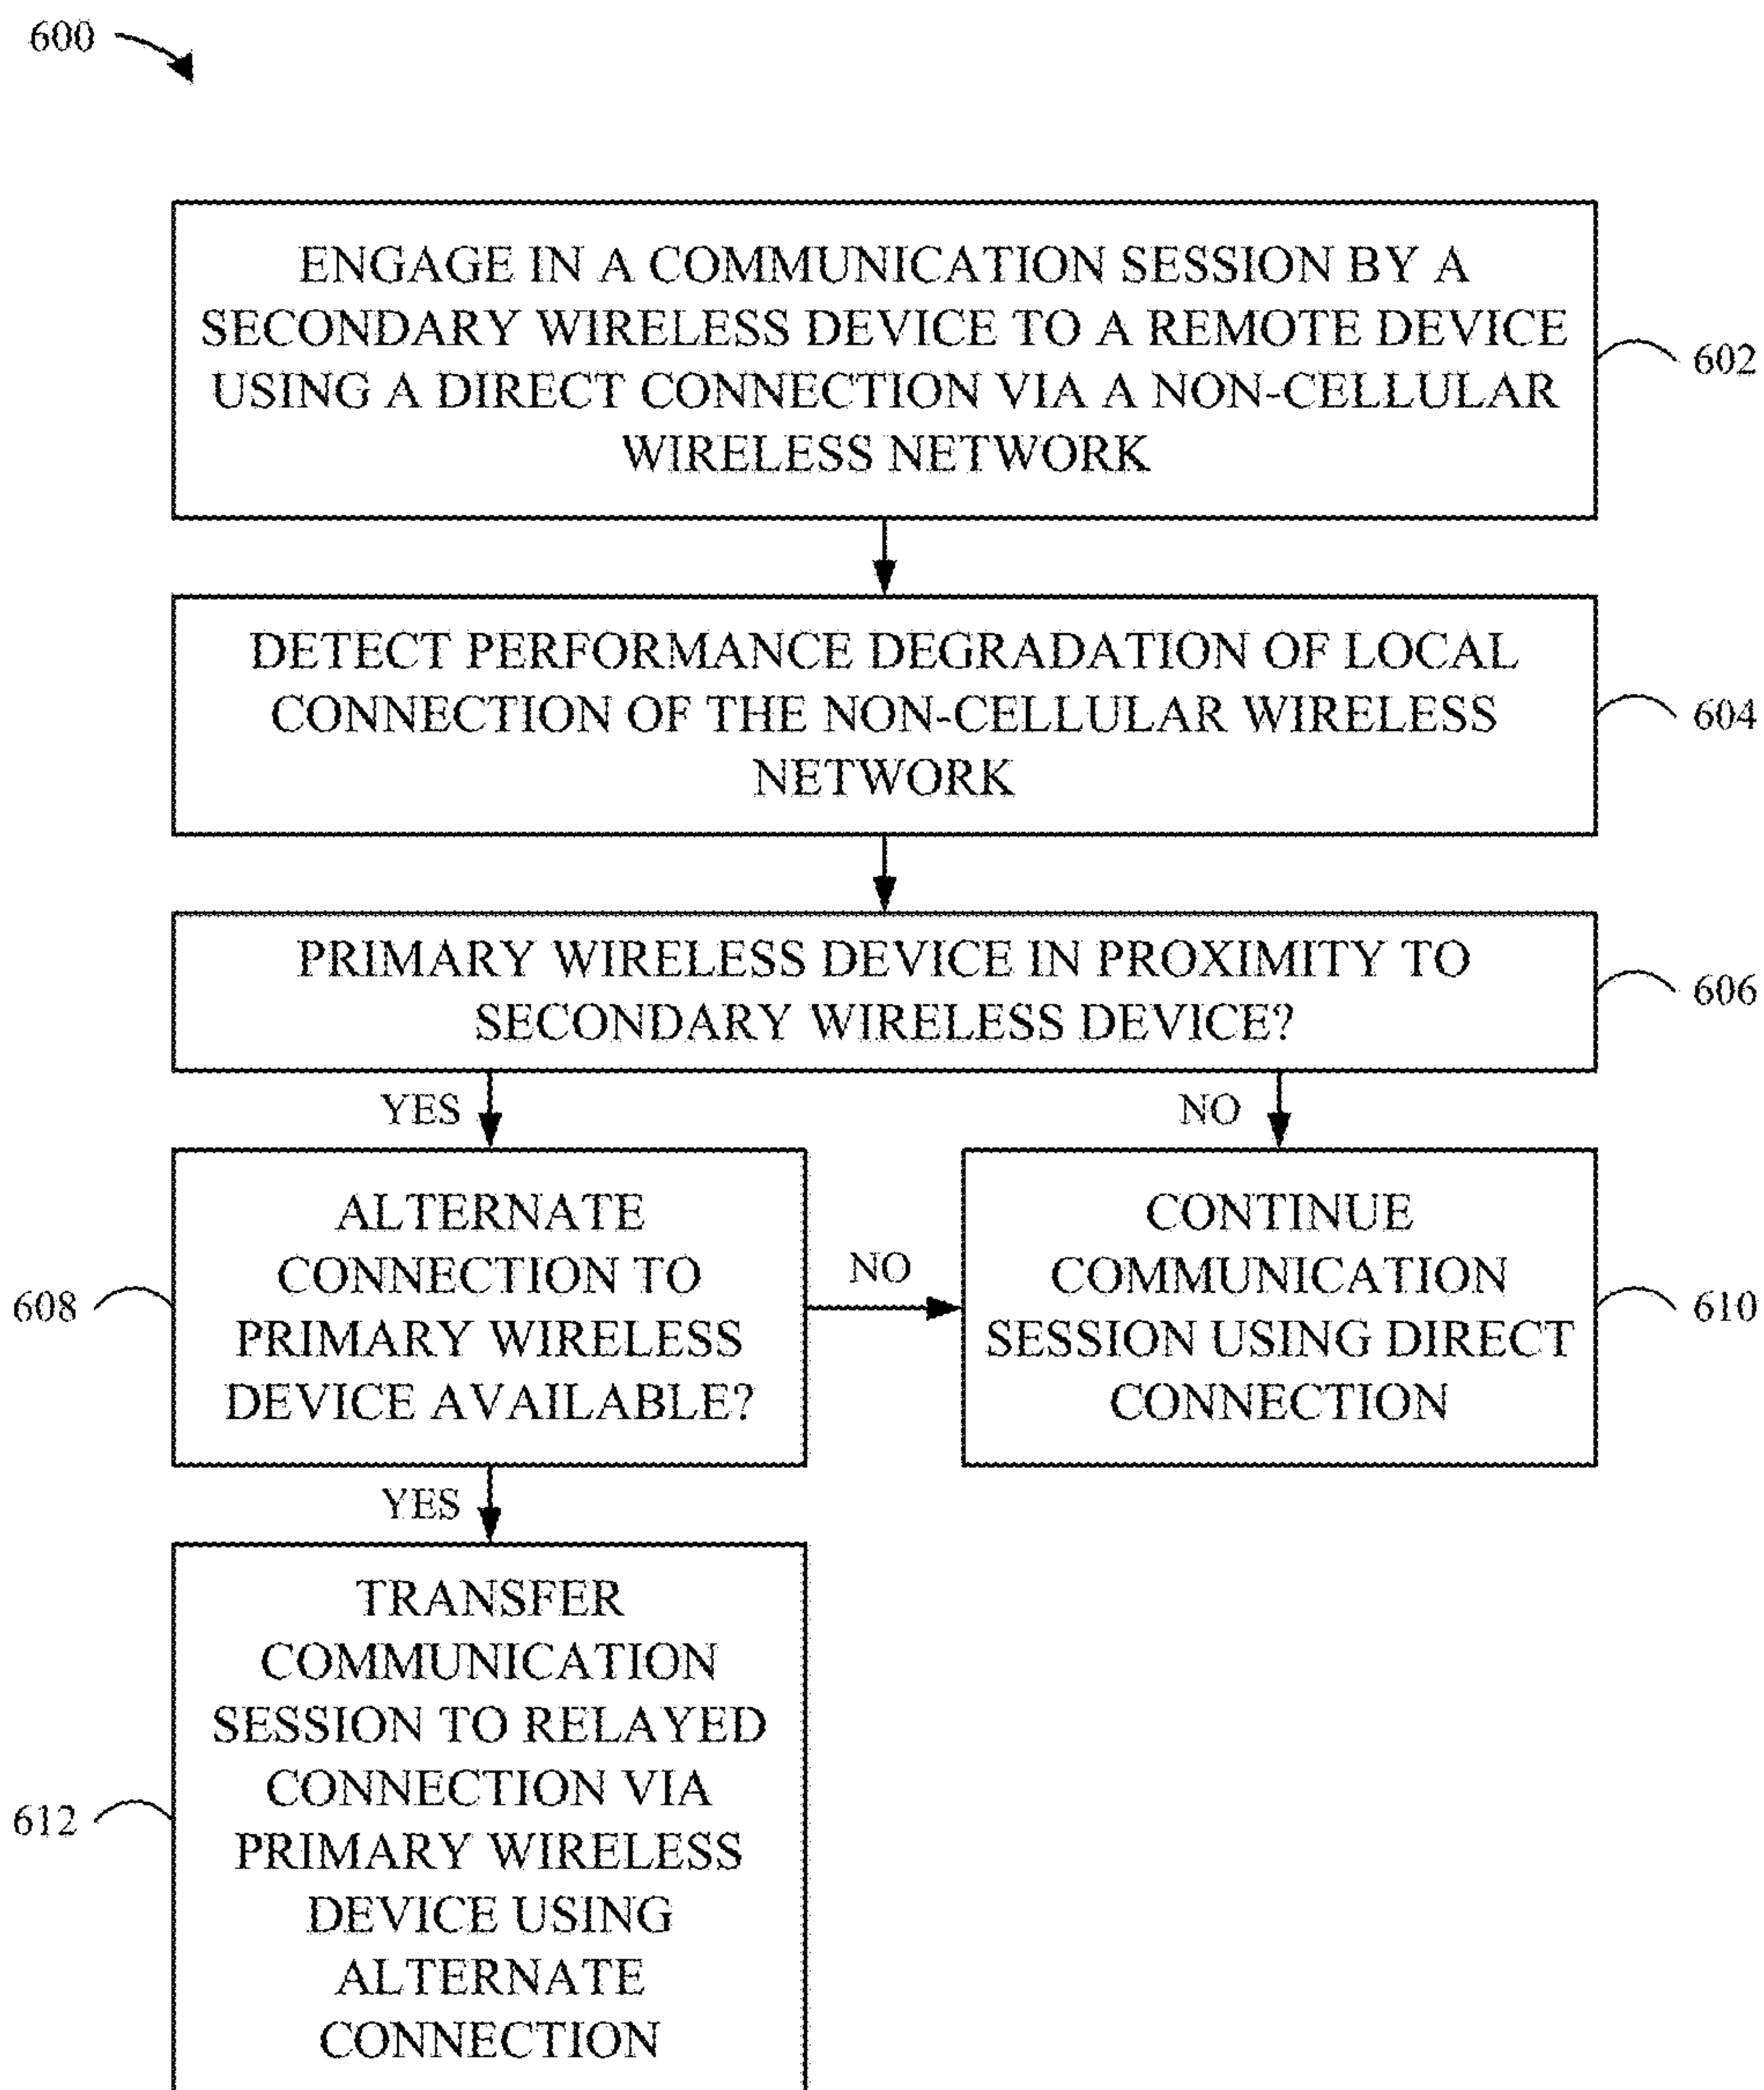 600
ENGAGE IN A COMMUNICATION SESSION BY A
SECONDARY WIRELESS DEVICE TO A REMOTE DEVICE
USING A DIRECT CONNECTION VIA A NON-CELLULAR
WIRELESS NETWORK
602
DETECT PERFORMANCE DEGRADATION OF LOCAL
CONNECTION OF THE NON-CELLULAR WIRELESS
NETWORK
604
PRIMARY WIRELESS DEVICE IN PROXIMITY TO
SECONDARY WIRELESS DEVICE?
606
YES
NO
608
ALTERNATE
CONNECTION TO
PRIMARY WIRELESS
DEVICE AVAILABLE?
NO
CONTINUE
COMMUNICATION
SESSION USING DIRECT
CONNECTION
610
YES
612
TRANSFER
COMMUNICATION
SESSION TO RELAYED
CONNECTION VIA
PRIMARY WIRELESS
DEVICE USING
ALTERNATE
CONNECTION